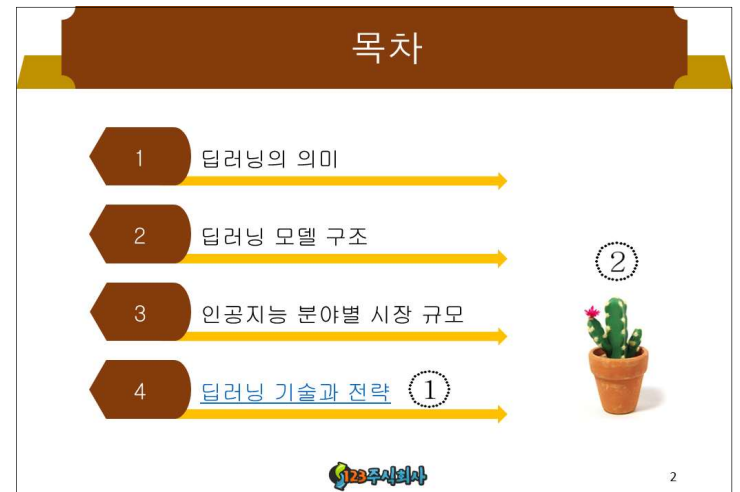 목차
1 딥러닝의 의미
2 딥러닝 모델 구조
②
3 인공지능 분야별 시장 규모
4 딥러닝 기술과 전략 ①
123주식회사
2